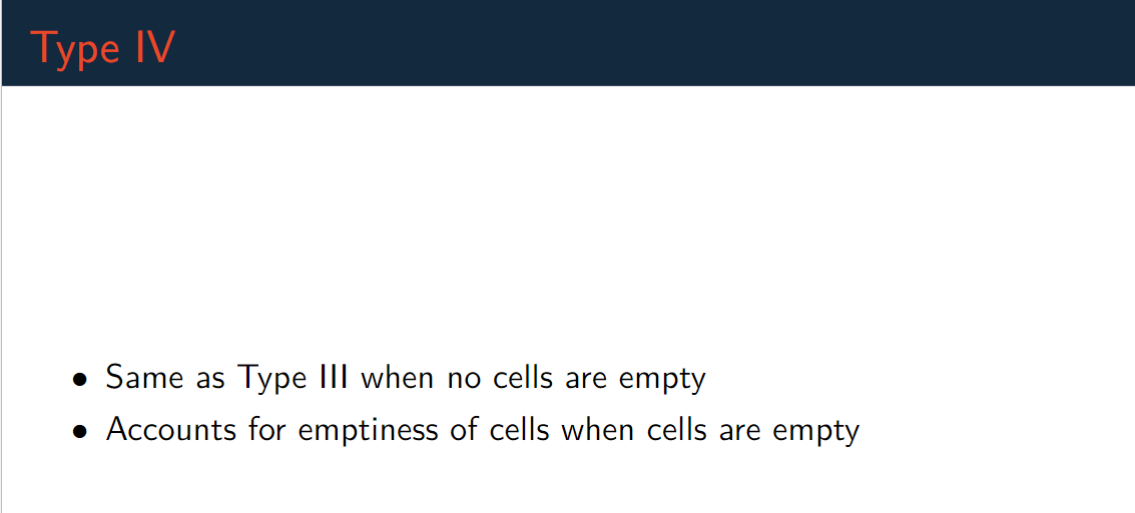 Type IV
• Same as Type III when no cells are empty
• Accounts for emptiness of cells when cells are empty